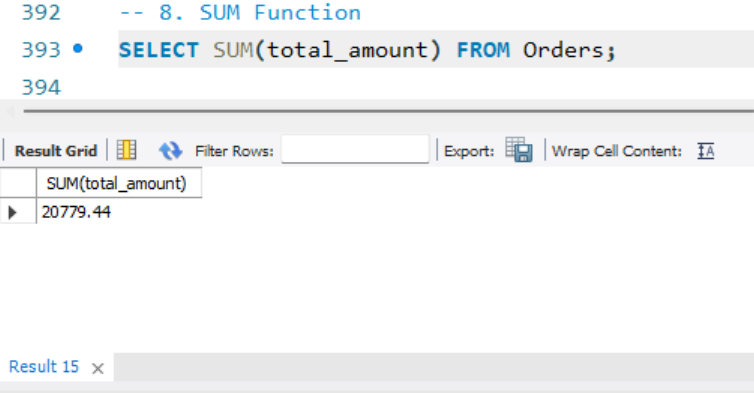 392 -- 8. SUM Function
393 SELECT SUM(total_amount) FROM Orders;
394
Result Grid Filter Rows: Export: Wrap Cell Content: IA
SUM(total_amount)
20779.44
Result 15 ×